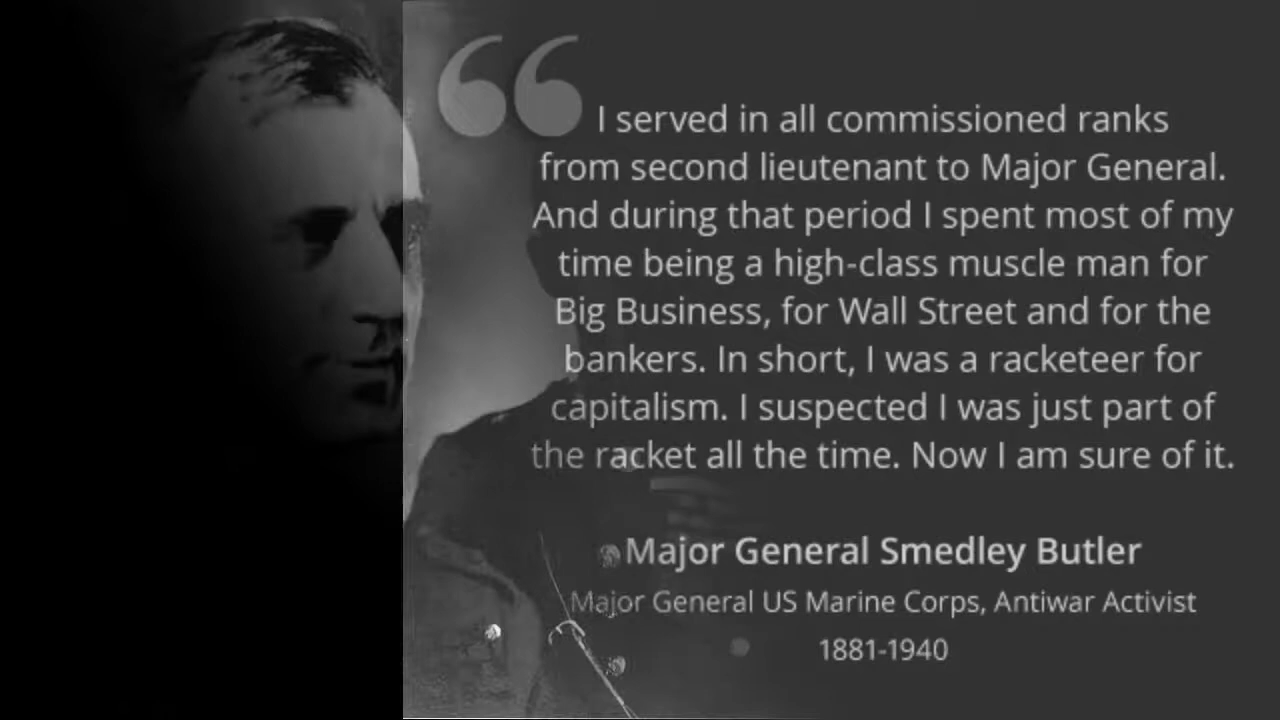 I served in all commissioned ranks
from second lieutenant to Major General.
And during that period I spent most of my
time being a high-class muscle man for
Big Business, for Wall Street and for the
bankers. In short, I was a racketeer for
capitalism. I suspected I was just part of
the racket all the time. Now I am sure of it.
Major General Smedley Butler
Major General US Marine Corps, Antiwar Activist
1881-1940